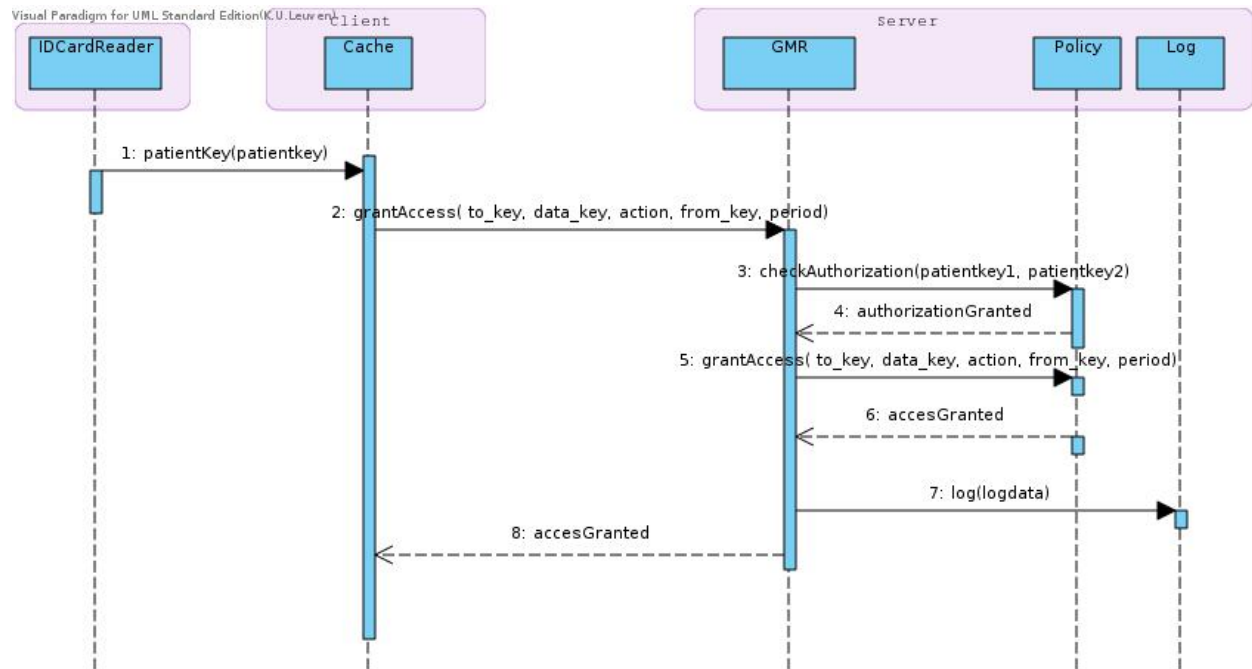 Visual Paradigm for UML Standard Edition(K.U.Leuven)
Client
Server
IDCardReader
Cache
GMR
Policy
Log
1: patientKey(patientkey)
2: grantAccess( to_key, data_key, action, from_key, period)
3: checkAuthorization(patientkey1, patientkey2)
4: authorizationGranted
5: grantAccess( to_key, data_key, action, from_key, period)
6: accesGranted
7: log(logdata)
8: accesGranted